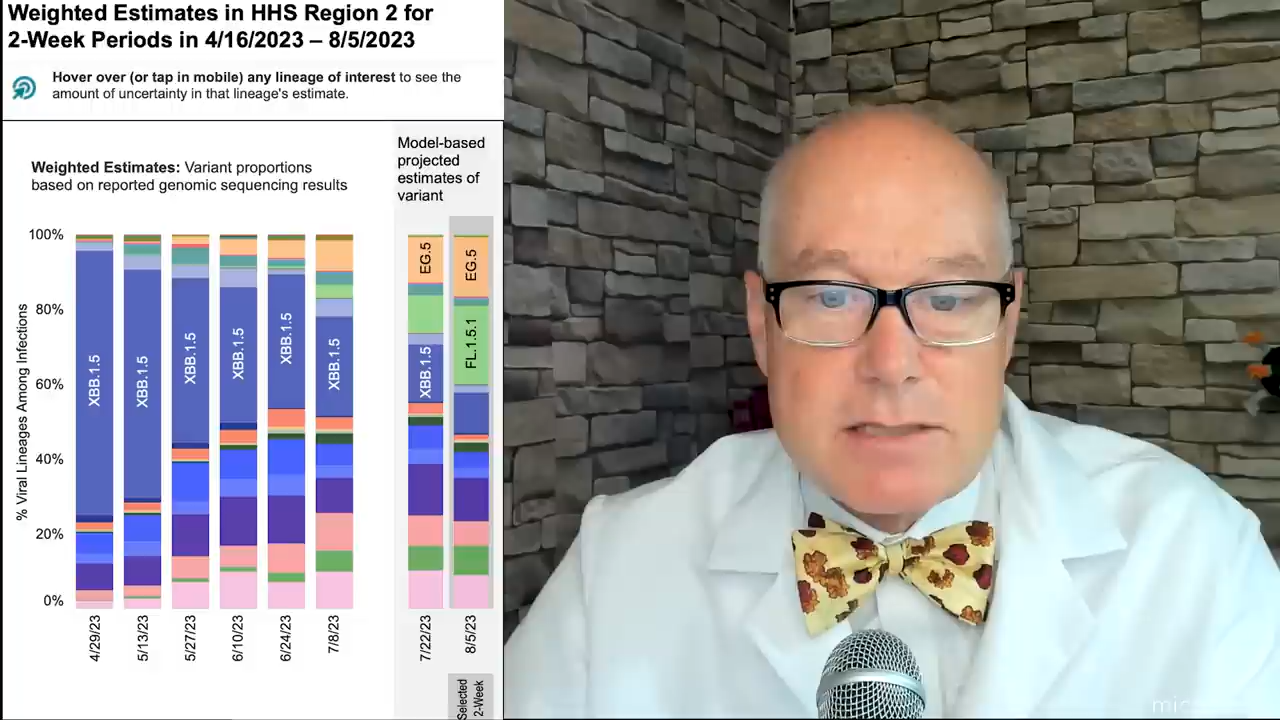 Weighted Estimates in HHS Region 2 for
2-Week Periods in 4/16/2023 – 8/5/2023
Hover over (or tap in mobile) any lineage of interest to see the
amount of uncertainty in that lineage's estimate.
Weighted Estimates: Variant proportions
based on reported genomic sequencing results
Model-based
projected
estimates of
variant
% Viral Lineages Among Infections
100%
80%
60%
40%
20%
0%
XBB.1.5
XBB.1.5
XBB.1.5
XBB.1.5
XBB.1.5
XBB.1.5
EG.5
XBB.1.5
EG.5
FL.1.5.1
4/29/23
5/13/23
5/27/23
6/10/23
6/24/23
7/8/23
7/22/23
8/5/23
Selected
2-Week